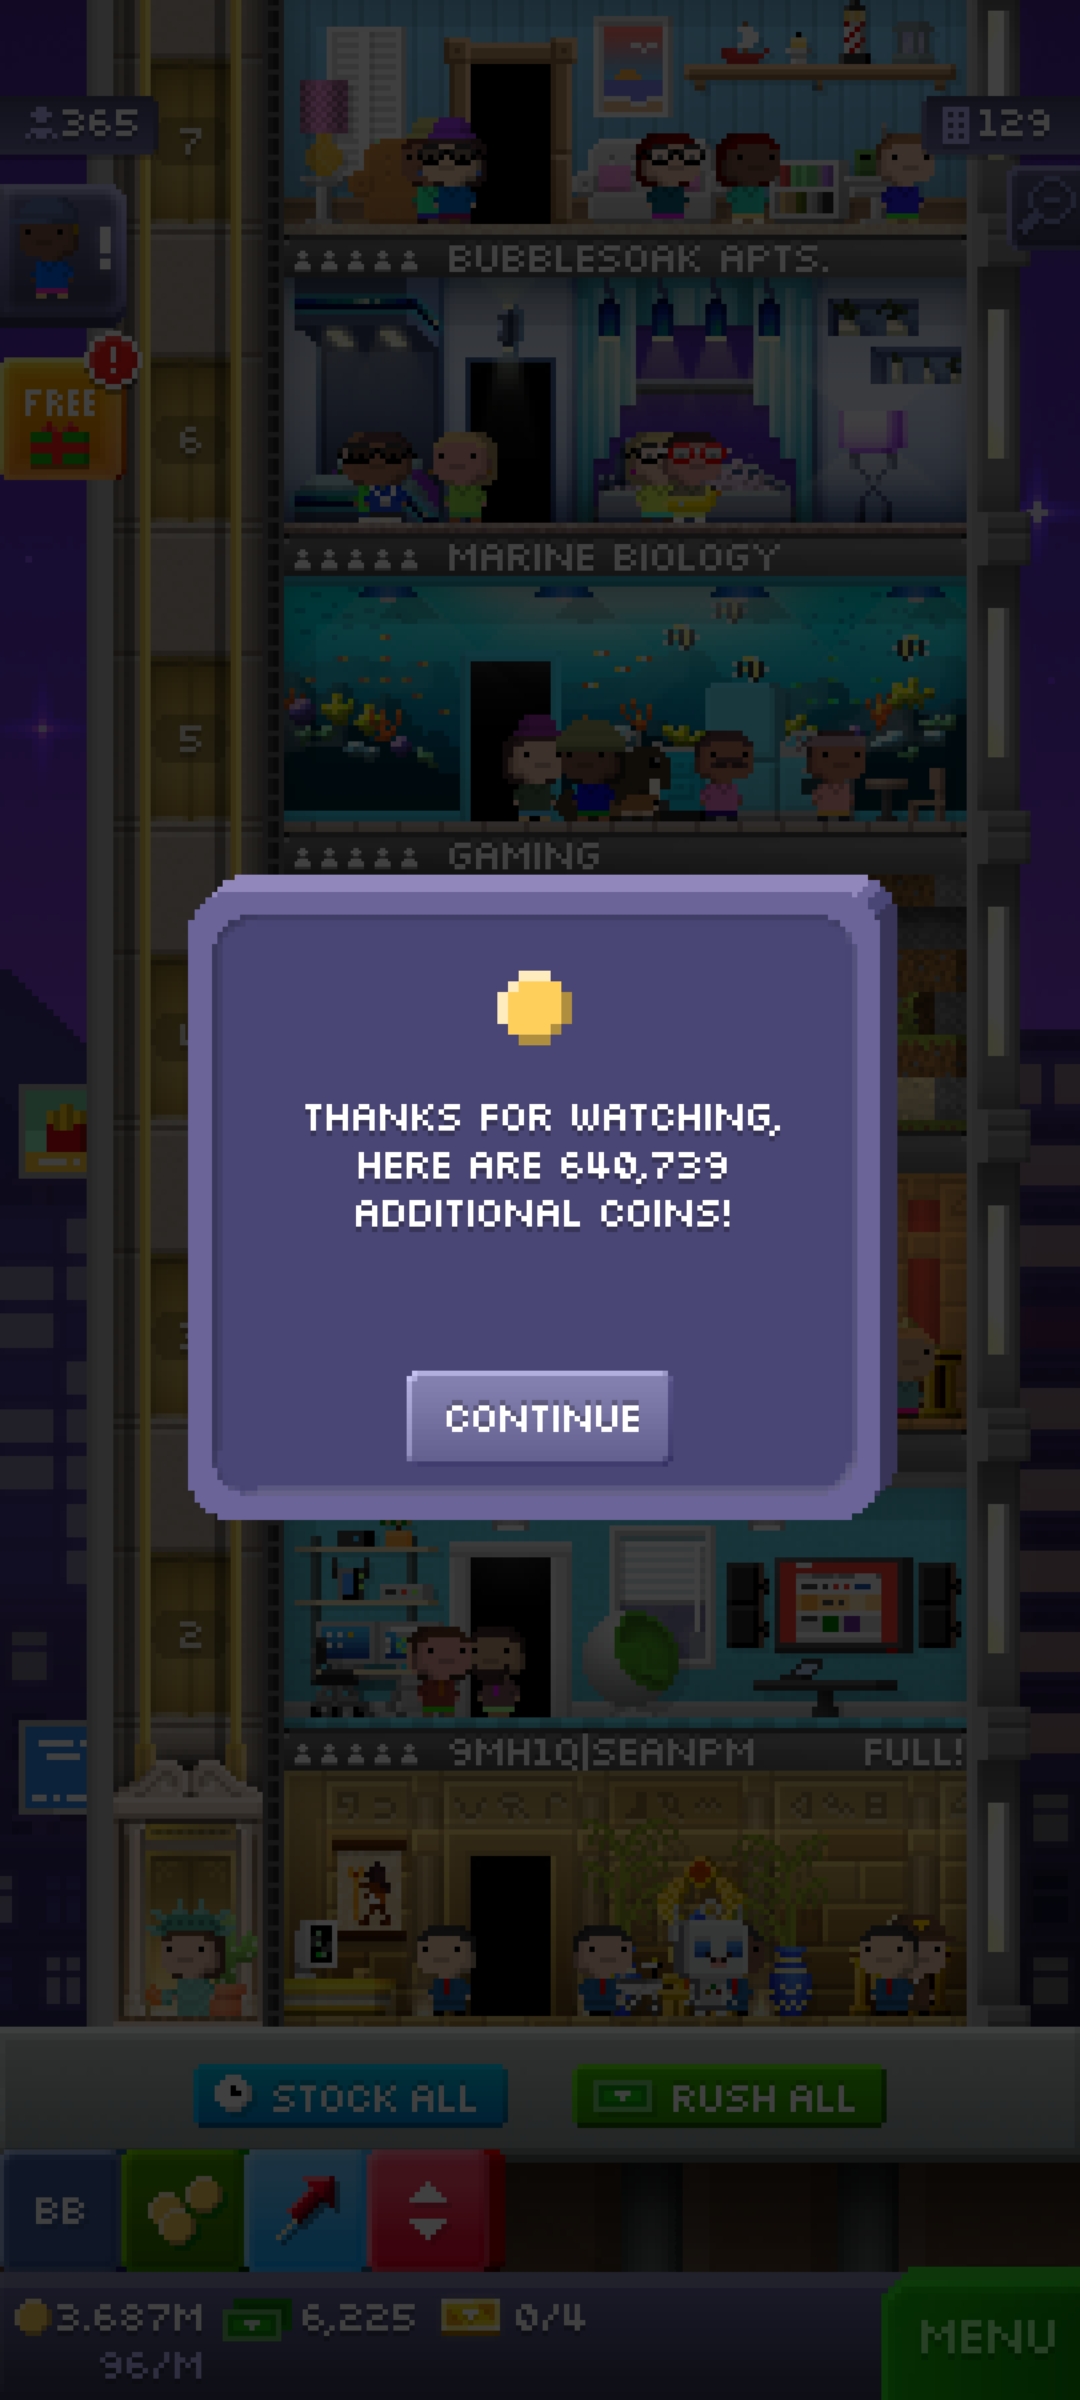 365
7
129
!
BUBBLESOAK APTS.
!
FREE
6
MARINE BIOLOGY
5
GAMING
THANKS FOR WATCHING,
HERE ARE 640,739
ADDITIONAL COINS!
CONTINUE
2
9MH1Q|SEANPM FULL!
STOCK ALL
RUSH ALL
BB
3.687M 6,225 0/4
96/M
MENU